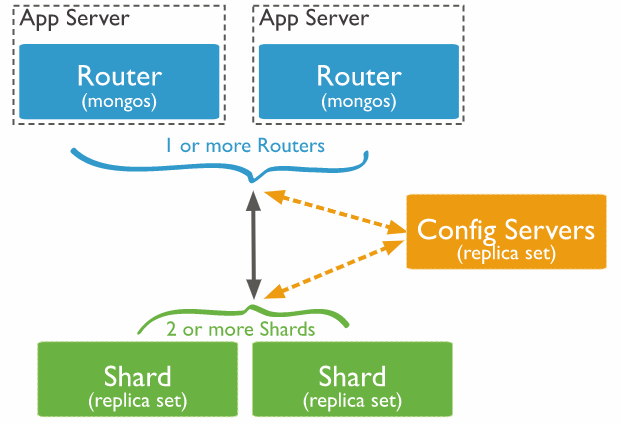 App Server
App Server
Router
(mongos)
Router
(mongos)
1 or more Routers
Config Servers
(replica set)
2 or more Shards
Shard
(replica set)
Shard
(replica set)